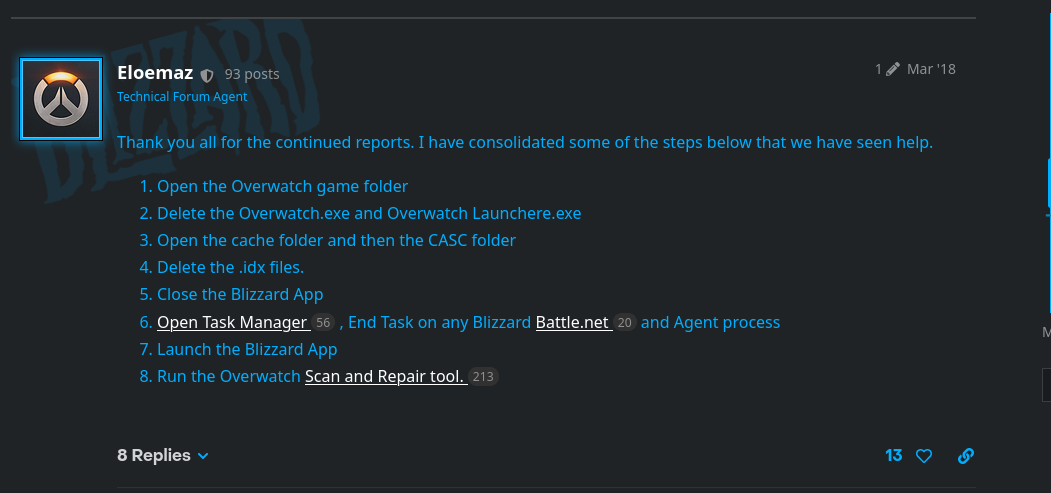 BLIZZARD
Eloemaz 93 posts 1 Mar '18
Technical Forum Agent
Thank you all for the continued reports. I have consolidated some of the steps below that we have seen help.
1. Open the Overwatch game folder
2. Delete the Overwatch.exe and Overwatch Launchere.exe
3. Open the cache folder and then the CASC folder
4. Delete the .idx files.
5. Close the Blizzard App
6. Open Task Manager 56 , End Task on any Blizzard Battle.net 20 and Agent process
7. Launch the Blizzard App
8. Run the Overwatch Scan and Repair tool. 213
8 Replies 13